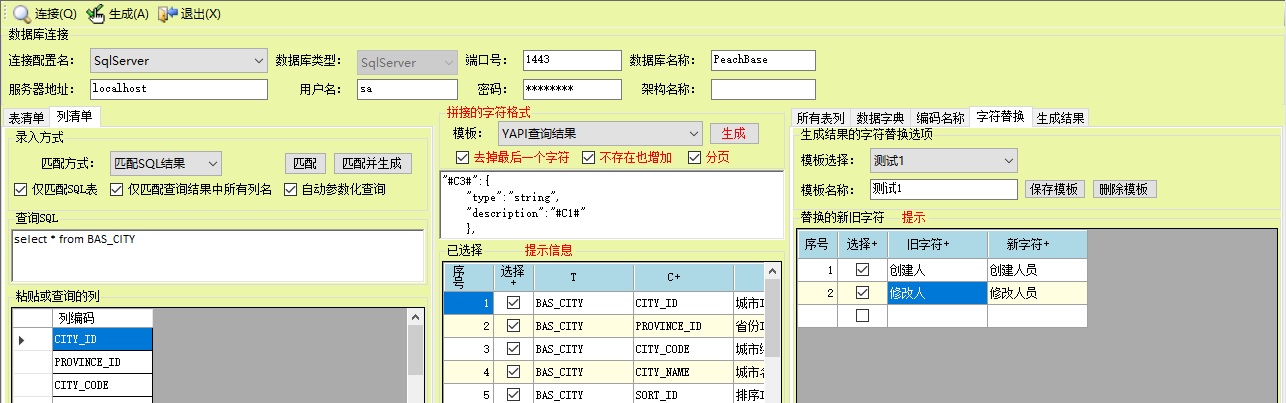 连接(Q) 生成(A) 退出(X)
数据库连接
连接配置名： SqlServer 数据库类型： SqlServer 端口号： 1443 数据库名称： PeachBase
服务器地址： localhost 用户名： sa 密码： ******** 架构名称：
表清单 列清单
录入方式
匹配方式： 匹配SQL结果 匹配 匹配并生成
仅匹配SQL表 仅匹配查询结果中所有列名 自动参数化查询
查询SQL
select * from BAS_CITY
粘贴或查询的列
列编码
CITY_ID
PROVINCE_ID
CITY_CODE
拼接的字符格式
模板： YAPI查询结果 生成
去掉最后一个字符 不存在也增加 分页
"#C3#":{
"type":"string",
"description":"#C1#"
},
已选择 提示信息
序号 选择+ T C+
1 BAS_CITY CITY_ID 城市I
2 BAS_CITY PROVINCE_ID 省份I
3 BAS_CITY CITY_CODE 城市
4 BAS_CITY CITY_NAME 城市
5 BAS_CITY SORT_ID 排序I
所有表列 数据字典 编码名称 字符替换 生成结果
生成结果的字符替换选项
模板选择： 测试1
模板名称： 测试1 保存模板 删除模板
替换的新旧字符 提示
序号 选择+ 旧字符+ 新字符+
1 创建人 创建人员
2 修改人 修改人员